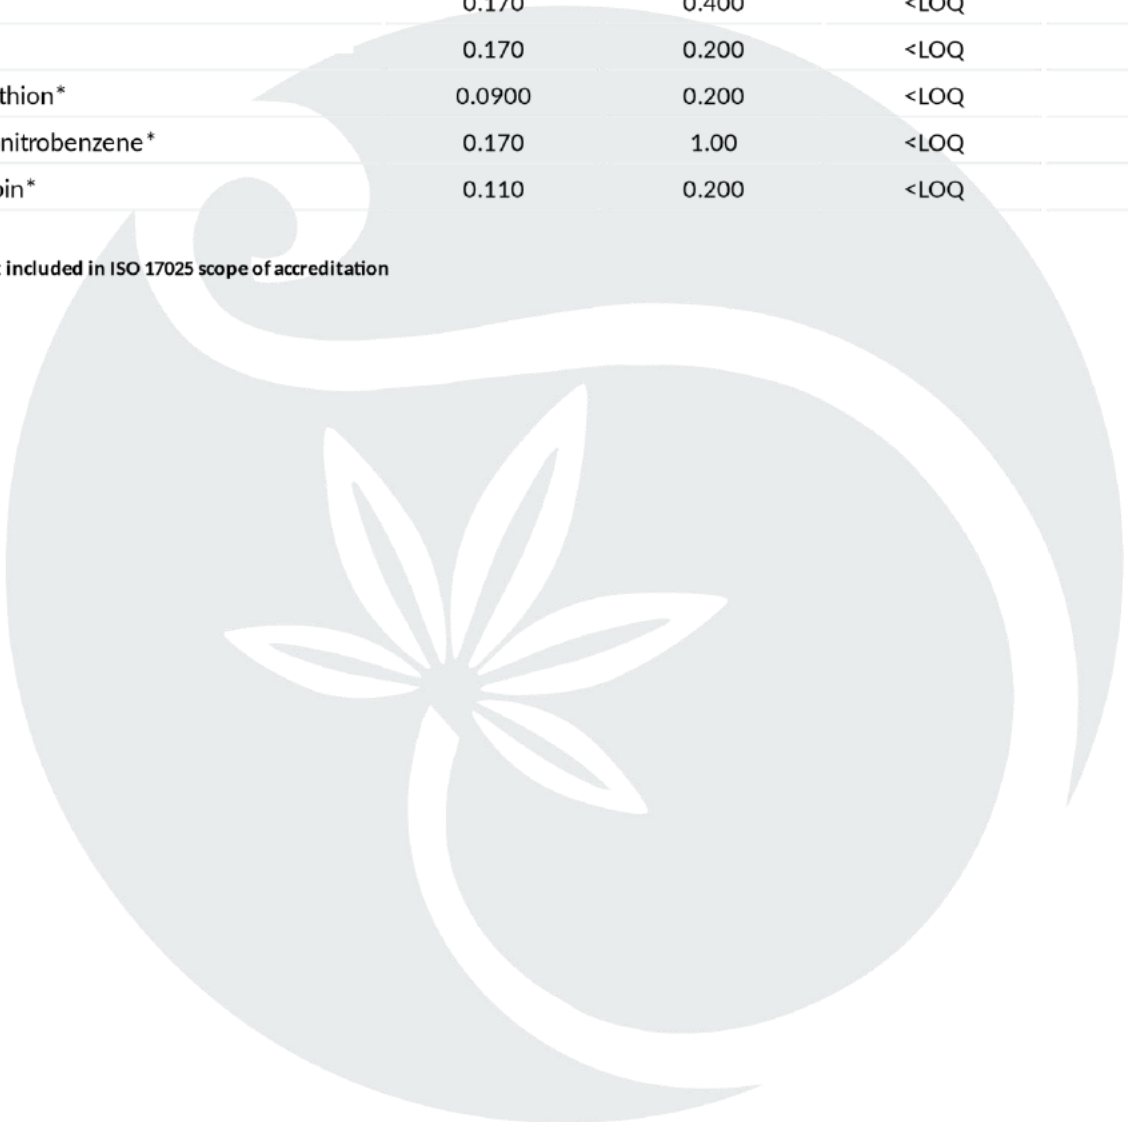 0.170 0.400 <LOQ
0.170 0.200 <LOQ
thion* 0.0900 0.200 <LOQ
nitrobenzene* 0.170 1.00 <LOQ
bin* 0.110 0.200 <LOQ
included in ISO 17025 scope of accreditation